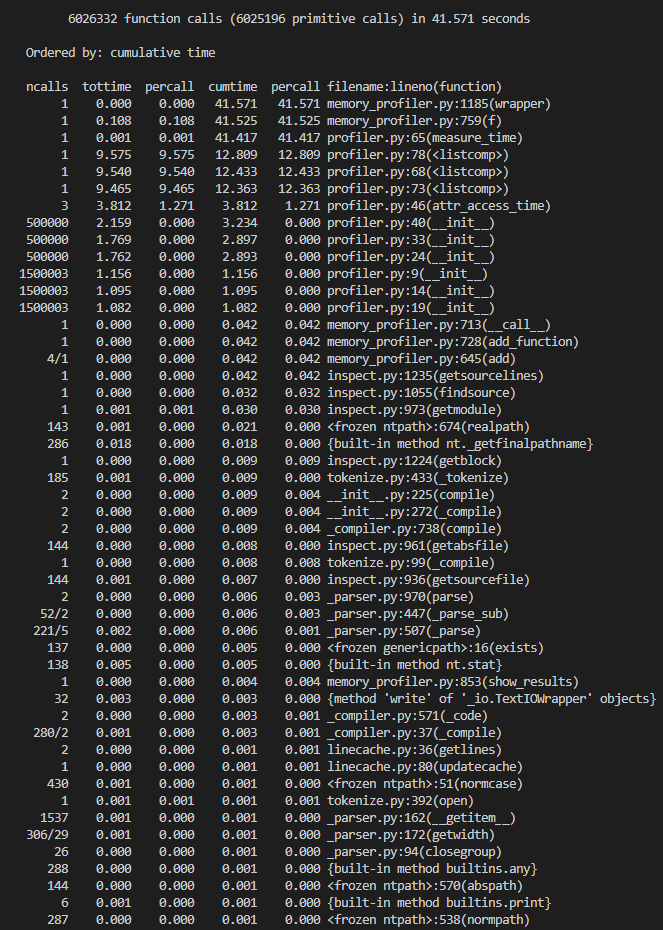 6026332 function calls (6025196 primitive calls) in 41.571 seconds
Ordered by: cumulative time
ncalls tottime percall cumtime percall filename:lineno(function)
1 0.000 0.000 41.571 41.571 memory_profiler.py:1185(wrapper)
1 0.108 0.108 41.525 41.525 memory_profiler.py:759(f)
1 0.001 0.001 41.417 41.417 profiler.py:65(measure_time)
1 9.575 9.575 12.809 12.809 profiler.py:78(<listcomp>)
1 9.540 9.540 12.433 12.433 profiler.py:68(<listcomp>)
1 9.465 9.465 12.363 12.363 profiler.py:73(<listcomp>)
3 3.812 1.271 3.812 1.271 profiler.py:46(attr_access_time)
500000 2.159 0.000 3.234 0.000 profiler.py:40(__init__)
500000 1.769 0.000 2.897 0.000 profiler.py:33(__init__)
500000 1.762 0.000 2.893 0.000 profiler.py:24(__init__)
1500003 1.156 0.000 1.156 0.000 profiler.py:9(__init__)
1500003 1.095 0.000 1.095 0.000 profiler.py:14(__init__)
1500003 1.082 0.000 1.082 0.000 profiler.py:19(__init__)
1 0.000 0.000 0.042 0.042 memory_profiler.py:713(__call__)
1 0.000 0.000 0.042 0.042 memory_profiler.py:728(add_function)
4/1 0.000 0.000 0.042 0.042 memory_profiler.py:645(add)
1 0.000 0.000 0.042 0.042 inspect.py:1235(getsourcelines)
1 0.000 0.000 0.032 0.032 inspect.py:1055(findsource)
1 0.001 0.001 0.030 0.030 inspect.py:973(getmodule)
143 0.001 0.000 0.021 0.000 <frozen ntpath>:674(realpath)
286 0.018 0.000 0.018 0.000 {built-in method nt._getfinalpathname}
1 0.000 0.000 0.009 0.009 inspect.py:1224(getblock)
185 0.001 0.000 0.009 0.000 tokenize.py:433(_tokenize)
2 0.000 0.000 0.009 0.004 __init__.py:225(compile)
2 0.000 0.000 0.009 0.004 __init__.py:272(_compile)
2 0.000 0.000 0.009 0.004 _compiler.py:738(compile)
144 0.000 0.000 0.008 0.000 inspect.py:961(getabsfile)
1 0.000 0.000 0.008 0.008 tokenize.py:99(_compile)
144 0.001 0.000 0.007 0.000 inspect.py:936(getsourcefile)
2 0.000 0.000 0.006 0.003 _parser.py:970(parse)
52/2 0.000 0.000 0.006 0.003 _parser.py:447(_parse_sub)
221/5 0.002 0.000 0.006 0.001 _parser.py:507(_parse)
137 0.000 0.000 0.005 0.000 <frozen genericpath>:16(exists)
138 0.005 0.000 0.005 0.000 {built-in method nt.stat}
1 0.000 0.000 0.004 0.004 memory_profiler.py:853(show_results)
32 0.003 0.000 0.003 0.000 {method 'write' of '_io.TextIOWrapper' objects}
2 0.000 0.000 0.003 0.001 _compiler.py:571(_code)
280/2 0.001 0.000 0.003 0.001 _compiler.py:37(_compile)
2 0.000 0.000 0.001 0.001 linecache.py:36(getlines)
1 0.000 0.000 0.001 0.001 linecache.py:80(updatecache)
430 0.001 0.000 0.001 0.000 <frozen ntpath>:51(normcase)
1 0.001 0.001 0.001 0.001 tokenize.py:392(open)
1537 0.001 0.000 0.001 0.000 _parser.py:162(__getitem__)
306/29 0.001 0.000 0.001 0.000 _parser.py:172(getwidth)
26 0.000 0.000 0.001 0.000 _parser.py:94(closegroup)
288 0.000 0.000 0.001 0.000 {built-in method builtins.any}
144 0.000 0.000 0.001 0.000 <frozen ntpath>:570(abspath)
6 0.001 0.000 0.001 0.000 {built-in method builtins.print}
287 0.000 0.000 0.001 0.000 <frozen ntpath>:538(normpath)